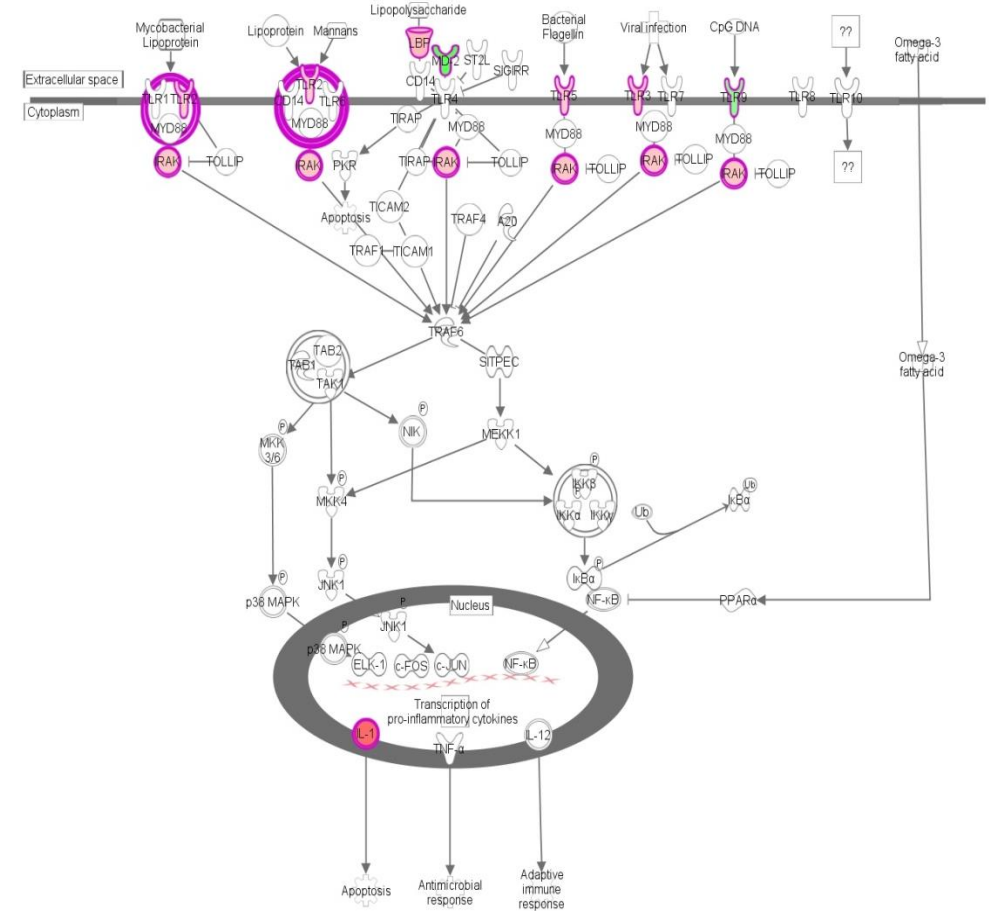 Lipopolysaccharide
Mycobacterial
Lipoprotein
Lipoprotein
Mannans
LBP
MD-2
ST2L
SIGIRR
CD14
Bacterial
Flagellin
Viral infection
CpG DNA
??
Omega-3
fatty acid
Extracellular space
Cytoplasm
TLR1
TLR2
CD14
TLR2
TLR6
TLR4
TLR5
TLR3
TLR7
TLR9
TLR8
TLR10
MYD88
MYD88
TIRAP
MYD88
MYD88
MYD88
MYD88
IRAK
TOLLIP
IRAK
PKR
TIRAP
IRAK
TOLLIP
IRAK
TOLLIP
IRAK
TOLLIP
IRAK
TOLLIP
??
Apoptosis
TICAM2
TRAF4
A20
TRAF1
TICAM1
TRAF6
TAB2
TAB1
TAK1
SITPEC
Omega-3
fatty acid
P
MKK
3/6
P
NIK
MEKK1
P
MKK4
P
IKKβ
P
IKKα
IKKγ
Ub
Ub
IκBα
P
p38 MAPK
P
JNK1
P
IκBα
NF-κB
PPARα
Nucleus
P
JNK1
P
p38 MAPK
ELK-1
c-FOS
c-JUN
NF-κB
Transcription of
pro-inflammatory cytokines
IL-1
TNF-α
IL-12
Apoptosis
Antimicrobial
response
Adaptive
immune
response